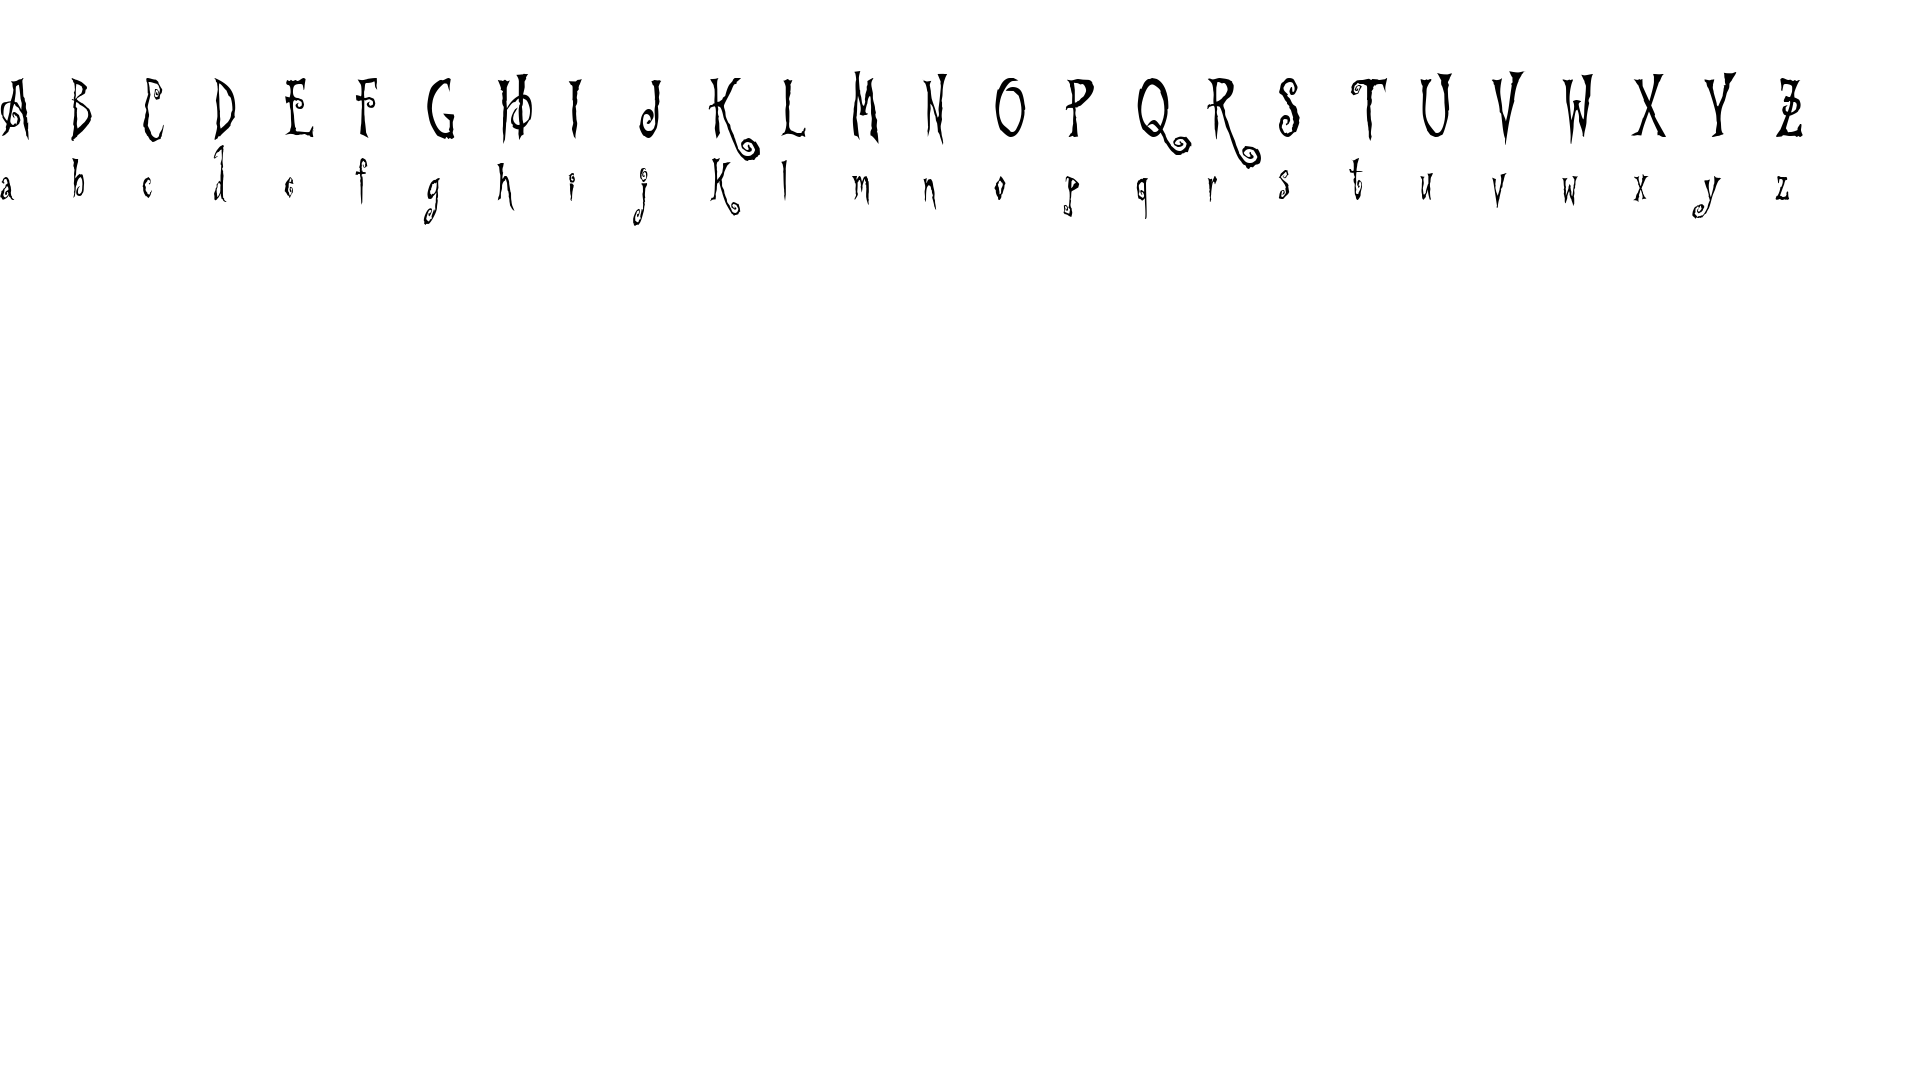 A B C D E F G H I J K L M N O P Q R S T U V W X Y Z
a b c d e f g h i j k l m n o p q r s t u v w x y z